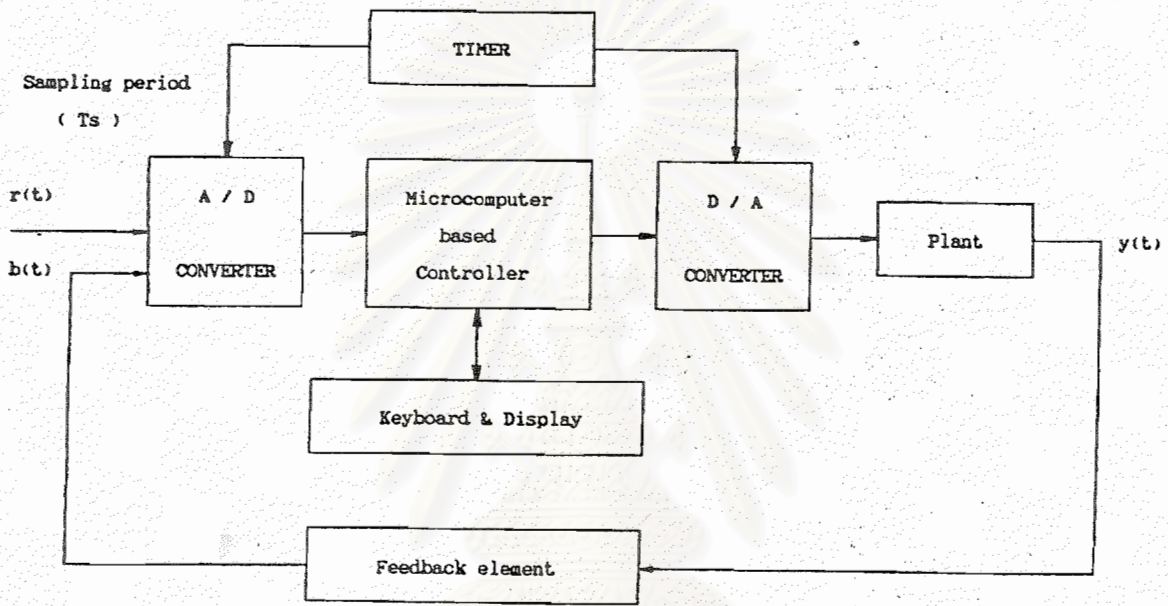 TIMER
Sampling period
( Ts )
r(t)
b(t)
A / D
CONVERTER
Microcomputer
based
Controller
D / A
CONVERTER
Plant
y(t)
Keyboard & Display
Feedback element